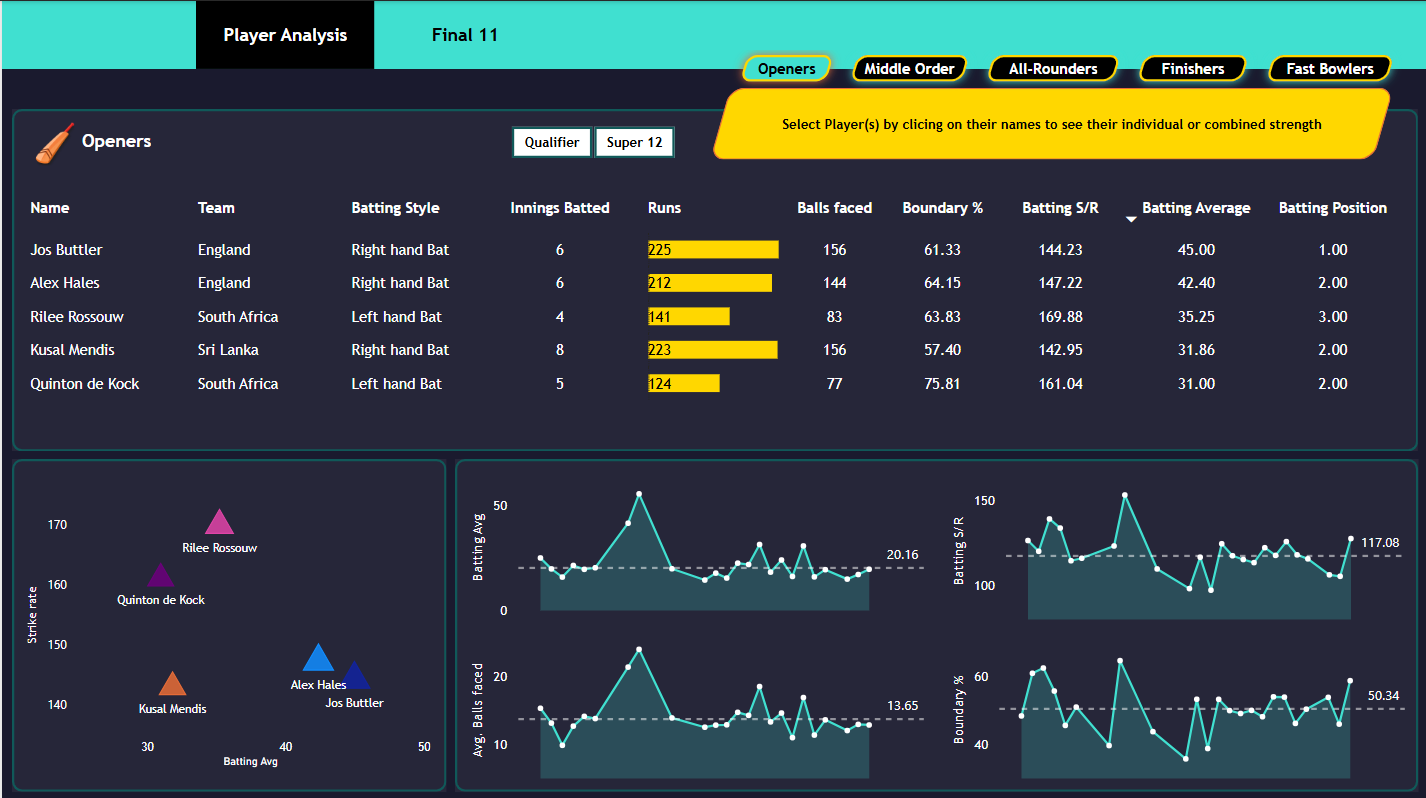 Player Analysis Final 11
Openers Middle Order All-Rounders Finishers Fast Bowlers
Select Player(s) by clicing on their names to see their individual or combined strength
Openers
Qualifier Super 12
Name Team Batting Style Innings Batted Runs Balls faced Boundary % Batting S/R Batting Average Batting Position
Jos Buttler England Right hand Bat 6 225 156 61.33 144.23 45.00 1.00
Alex Hales England Right hand Bat 6 212 144 64.15 147.22 42.40 2.00
Rilee Rossouw South Africa Left hand Bat 4 141 83 63.83 169.88 35.25 3.00
Kusal Mendis Sri Lanka Right hand Bat 8 223 156 57.40 142.95 31.86 2.00
Quinton de Kock South Africa Left hand Bat 5 124 77 75.81 161.04 31.00 2.00
Strike rate
170
160
150
140
Rilee Rossouw
Quinton de Kock
Alex Hales
Jos Buttler
Kusal Mendis
30 40 50
Batting Avg
Batting Avg
50
0
20.16
Batting S/R
150
100
117.08
Avg. Balls faced
20
10
13.65
Boundary %
60
40
50.34